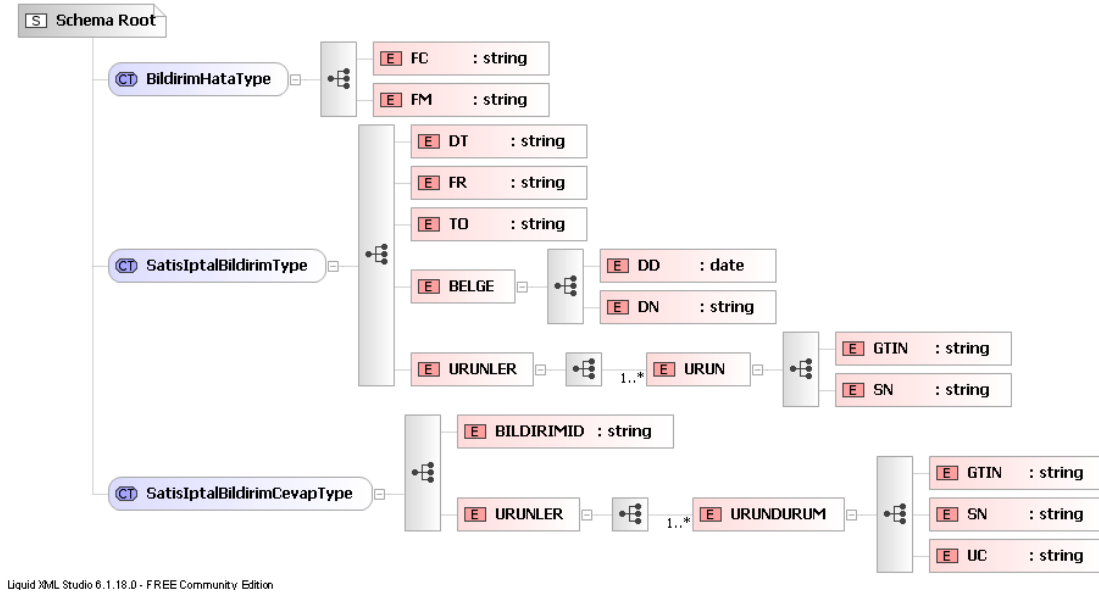 S Schema Root
CT BildirimHataType
E FC : string
E FM : string
CT SatisIptalBildirimType
E DT : string
E FR : string
E TO : string
E BELGE
E DD : date
E DN : string
E URUNLER
1..*
E URUN
E GTIN : string
E SN : string
CT SatisIptalBildirimCevapType
E BILDIRIMID : string
E URUNLER
1..*
E URUNDURUM
E GTIN : string
E SN : string
E UC : string
Liquid XML Studio 6.1.18.0 - FREE Community Edition